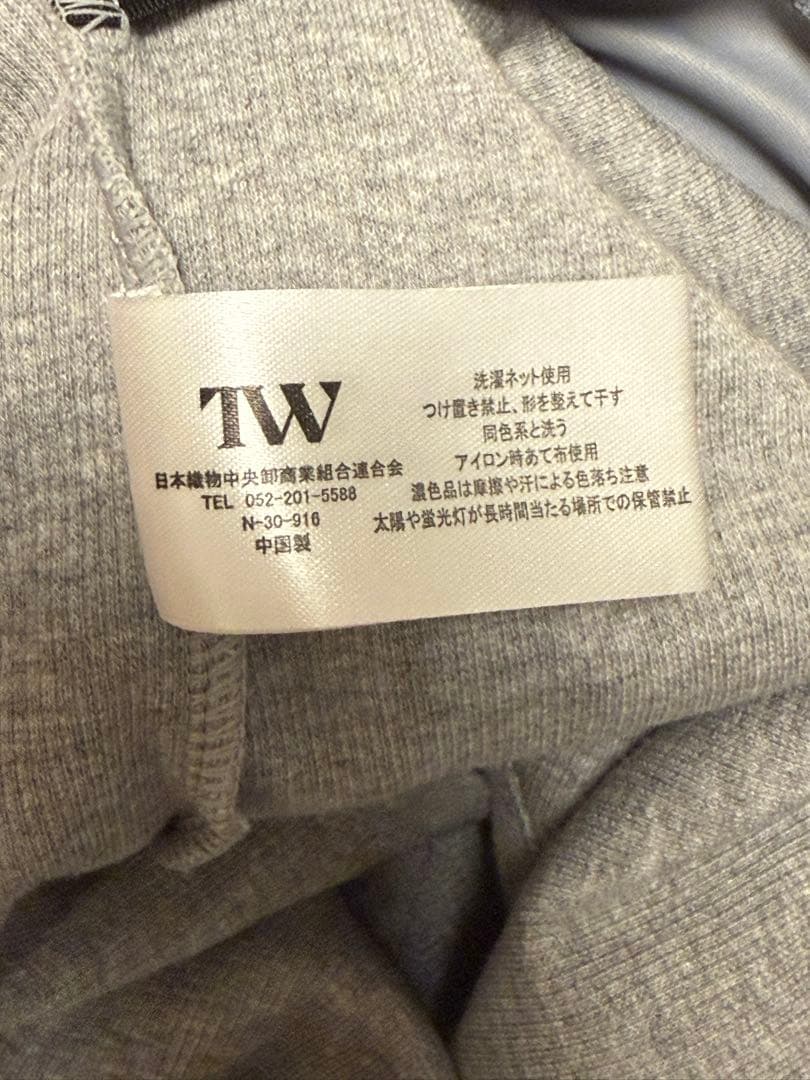 TW
日本織物中央卸商業組合連合会
TEL 052-201-5588
N-30-916
中国製
洗濯ネット使用
つけ置き禁止、形を整えて干す
同色系と洗う
アイロン時あて布使用
濃色品は摩擦や汗による色落ち注意
太陽や蛍光灯が長時間当たる場所での保管禁止